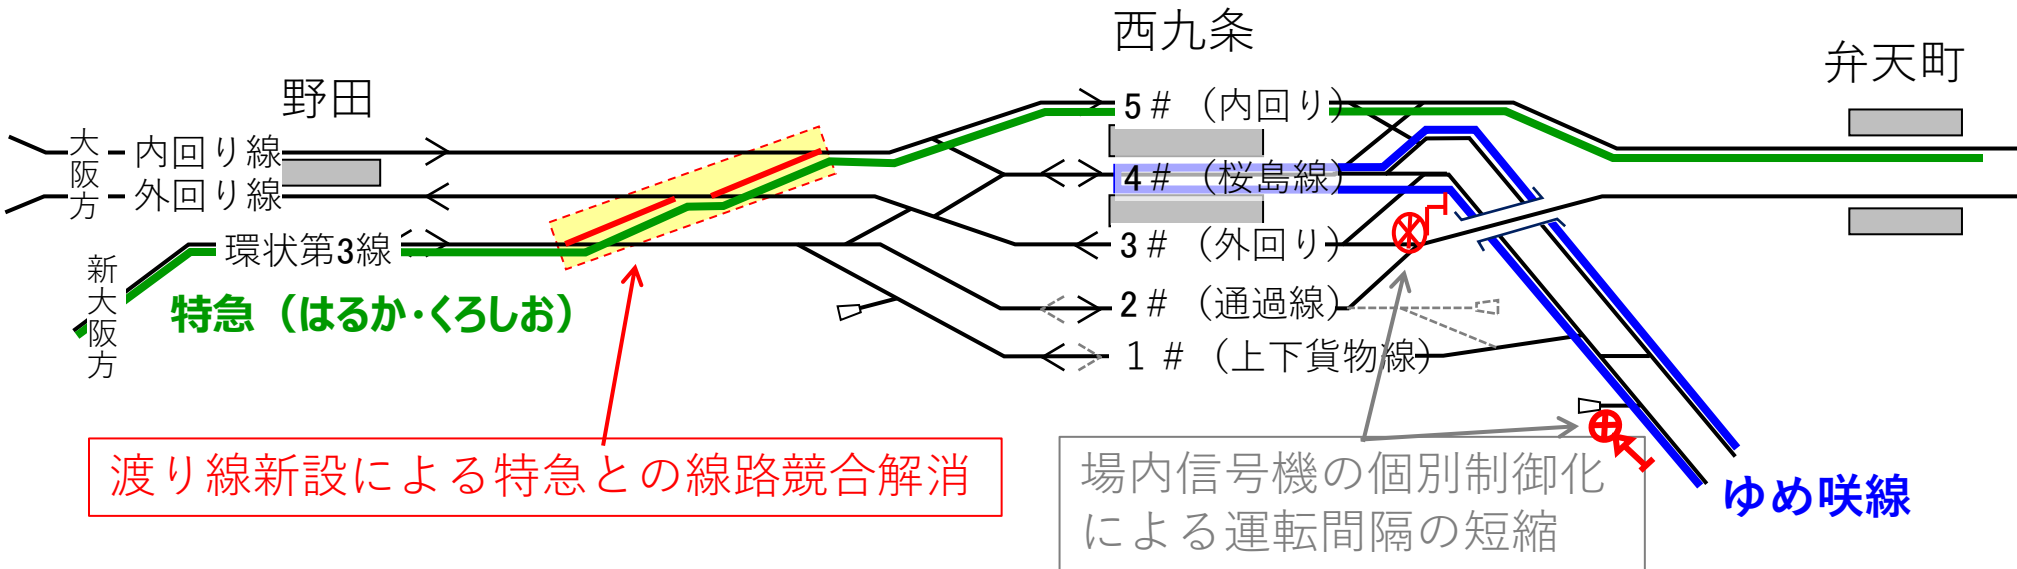 西九条
弁天町
野田
5＃（内回り）
大阪方
内回り線
4＃（桜島線）
外回り線
環状第3線
3＃（外回り）
新大阪方
特急（はるか・くろしお）
2＃（通過線）
1＃（上下貨物線）
渡り線新設による特急との線路競合解消
場内信号機の個別制御化
による運転間隔の短縮
ゆめ咲線